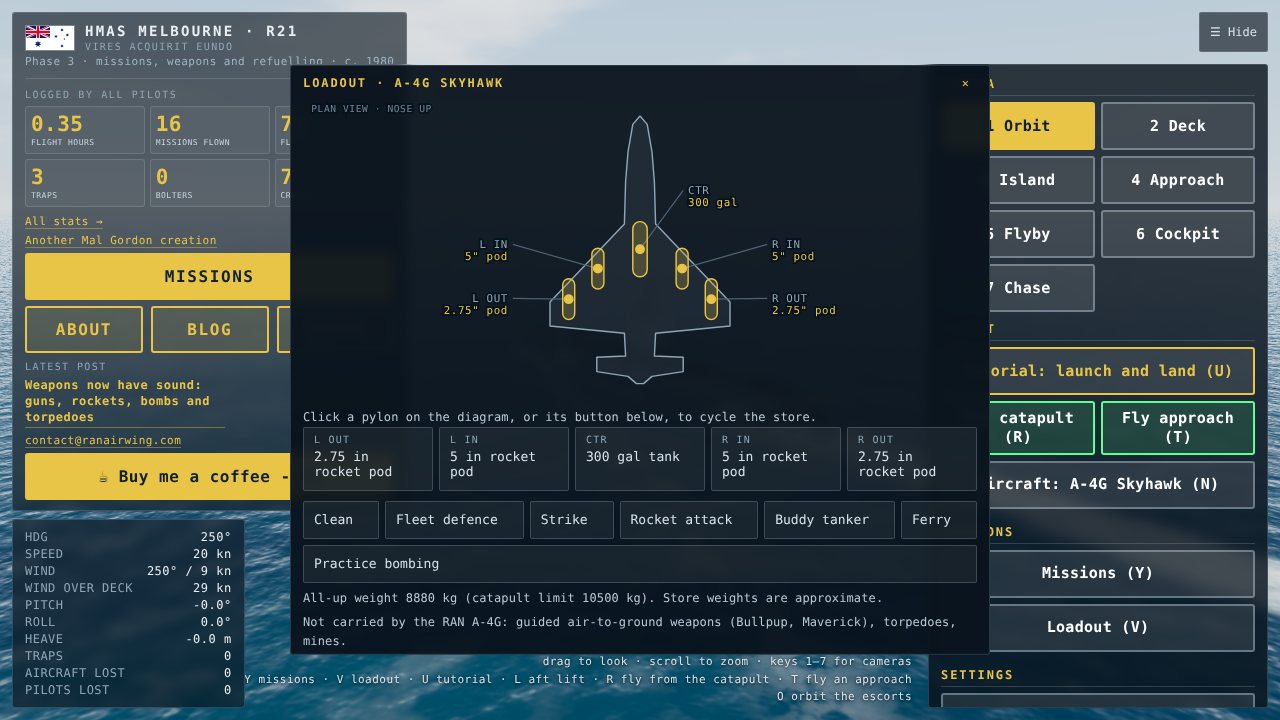 HMAS MELBOURNE · R21
VIRES ACQUIRIT EUNDO
Phase 3 · missions, weapons and refuelling · c. 1980
LOGGED BY ALL PILOTS
0.35
FLIGHT HOURS
16
MISSIONS FLOWN
3
TRAPS
0
BOLTERS
All stats →
Another Mal Gordon creation
MISSIONS
ABOUT
BLOG
LATEST POST
Weapons now have sound:
guns, rockets, bombs and
torpedoes
contact@ranairwing.com
☕ Buy me a coffee -
HDG 250°
SPEED 20 kn
WIND 250° / 9 kn
WIND OVER DECK 29 kn
PITCH -0.0°
ROLL 0.0°
HEAVE -0.0 m
TRAPS 0
AIRCRAFT LOST 0
PILOTS LOST 0
LOADOUT · A-4G SKYHAWK
×
PLAN VIEW · NOSE UP
CTR
300 gal
L IN
5" pod
R IN
5" pod
L OUT
2.75" pod
R OUT
2.75" pod
Click a pylon on the diagram, or its button below, to cycle the store.
L OUT
2.75 in
rocket pod
L IN
5 in rocket
pod
CTR
300 gal tank
R IN
5 in rocket
pod
R OUT
2.75 in
rocket pod
Clean
Fleet defence
Strike
Rocket attack
Buddy tanker
Ferry
Practice bombing
All-up weight 8880 kg (catapult limit 10500 kg). Store weights are approximate.
Not carried by the RAN A-4G: guided air-to-ground weapons (Bullpup, Maverick), torpedoes,
mines.
drag to look · scroll to zoom · keys 1–7 for cameras
Y missions · V loadout · U tutorial · L aft lift · R fly from the catapult · T fly an approach
O orbit the escorts
☰ Hide
1 Orbit
2 Deck
Island
4 Approach
5 Flyby
6 Cockpit
7 Chase
launch and land (U)
catapult
(R)
Fly approach
(T)
A-4G Skyhawk (N)
Missions (Y)
Loadout (V)
SETTINGS